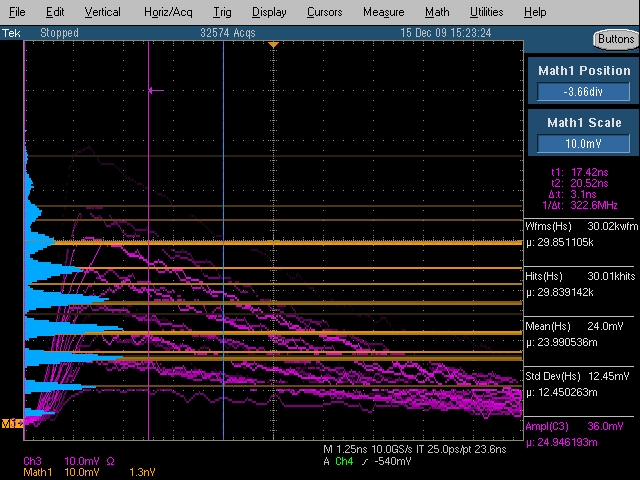 File Edit Vertical Horiz/Acq Trig Display Cursors Measure Math Utilities Help
Tek Stopped 32574 Acqs 15 Dec 09 15:23:24
Buttons
Math1 Position
-3.66div
Math1 Scale
10.0mV
t1: 17.42ns
t2: 20.52ns
Δt: 3.1ns
1/Δt: 322.6MHz
Wfms(Hs) 30.02kwfm
µ: 29.851105k
Hits(Hs) 30.01khits
µ: 29.839142k
Mean(Hs) 24.0mV
µ: 23.990536m
Std Dev(Hs) 12.45mV
µ: 12.450263m
Ampl(C3) 36.0mV
µ: 24.946193m
M 1.25ns 10.0GS/s IT 25.0ps/pt 23.6ns
A Ch4 ∕ -540mV
Ch3 10.0mV Ω
Math1 10.0mV 1.3nV